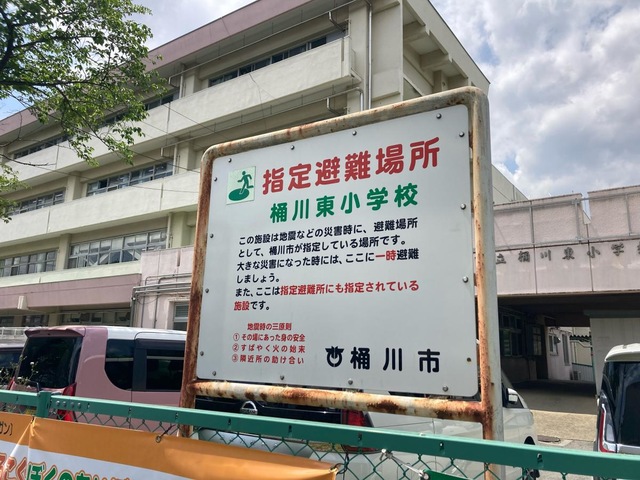 指定避難場所
桶川東小学校
この施設は地震などの災害時に、避難場所
として、桶川市が指定している場所です。
大きな災害になった時には、ここに一時避難
しましょう。
また、ここは指定避難所にも指定されている
施設です。
地震時の三原則
① その場にあった身の安全
② すばやく火の始末
③ 隣近所の助け合い
桶川市
立桶川東小学